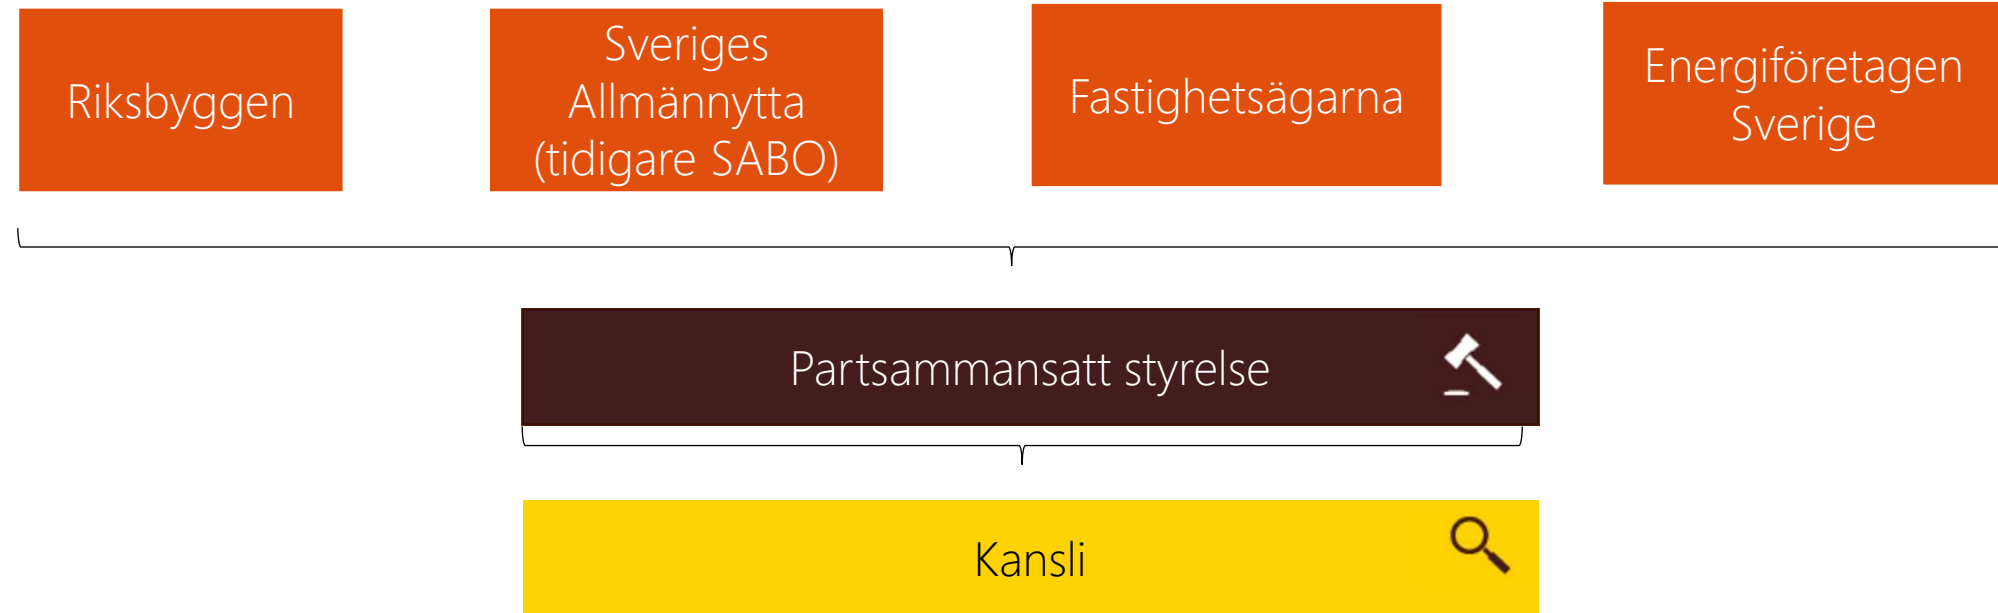 Riksbyggen
Sveriges
Allmännytta
(tidigare SABO)
Fastighetsägarna
Energiföretagen
Sverige
Partsammansatt styrelse
Kansli